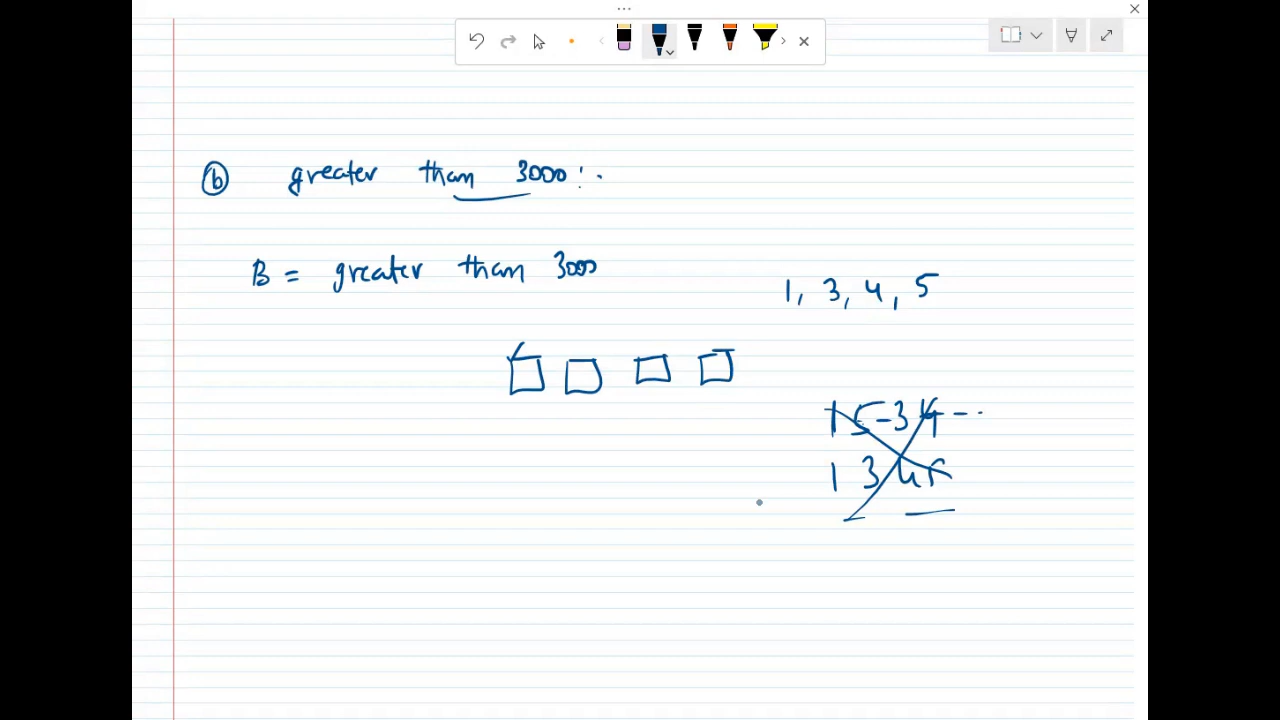 (b) greater than 3000 :.
B = greater than 3000
1, 3, 4, 5
1 5 3 4 - -
1 3 4 5